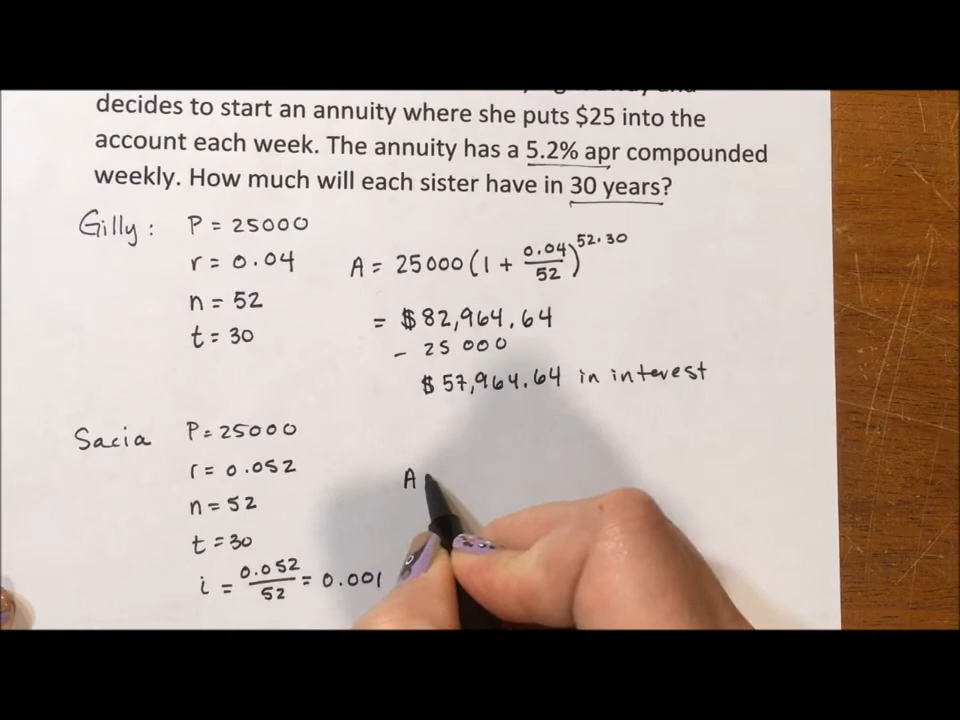 decides to start an annuity where she puts $25 into the
account each week. The annuity has a 5.2% apr compounded
weekly. How much will each sister have in 30 years?
Gilly: P = 25000
r = 0.04
n = 52
t = 30
A = 25000(1 + 0.04/52)^52·30
= $82,964.64
- 25 000
$57,964.64 in interest
Sacia P = 25000
r = 0.052
n = 52
t = 30
i = 0.052/52 = 0.001
A